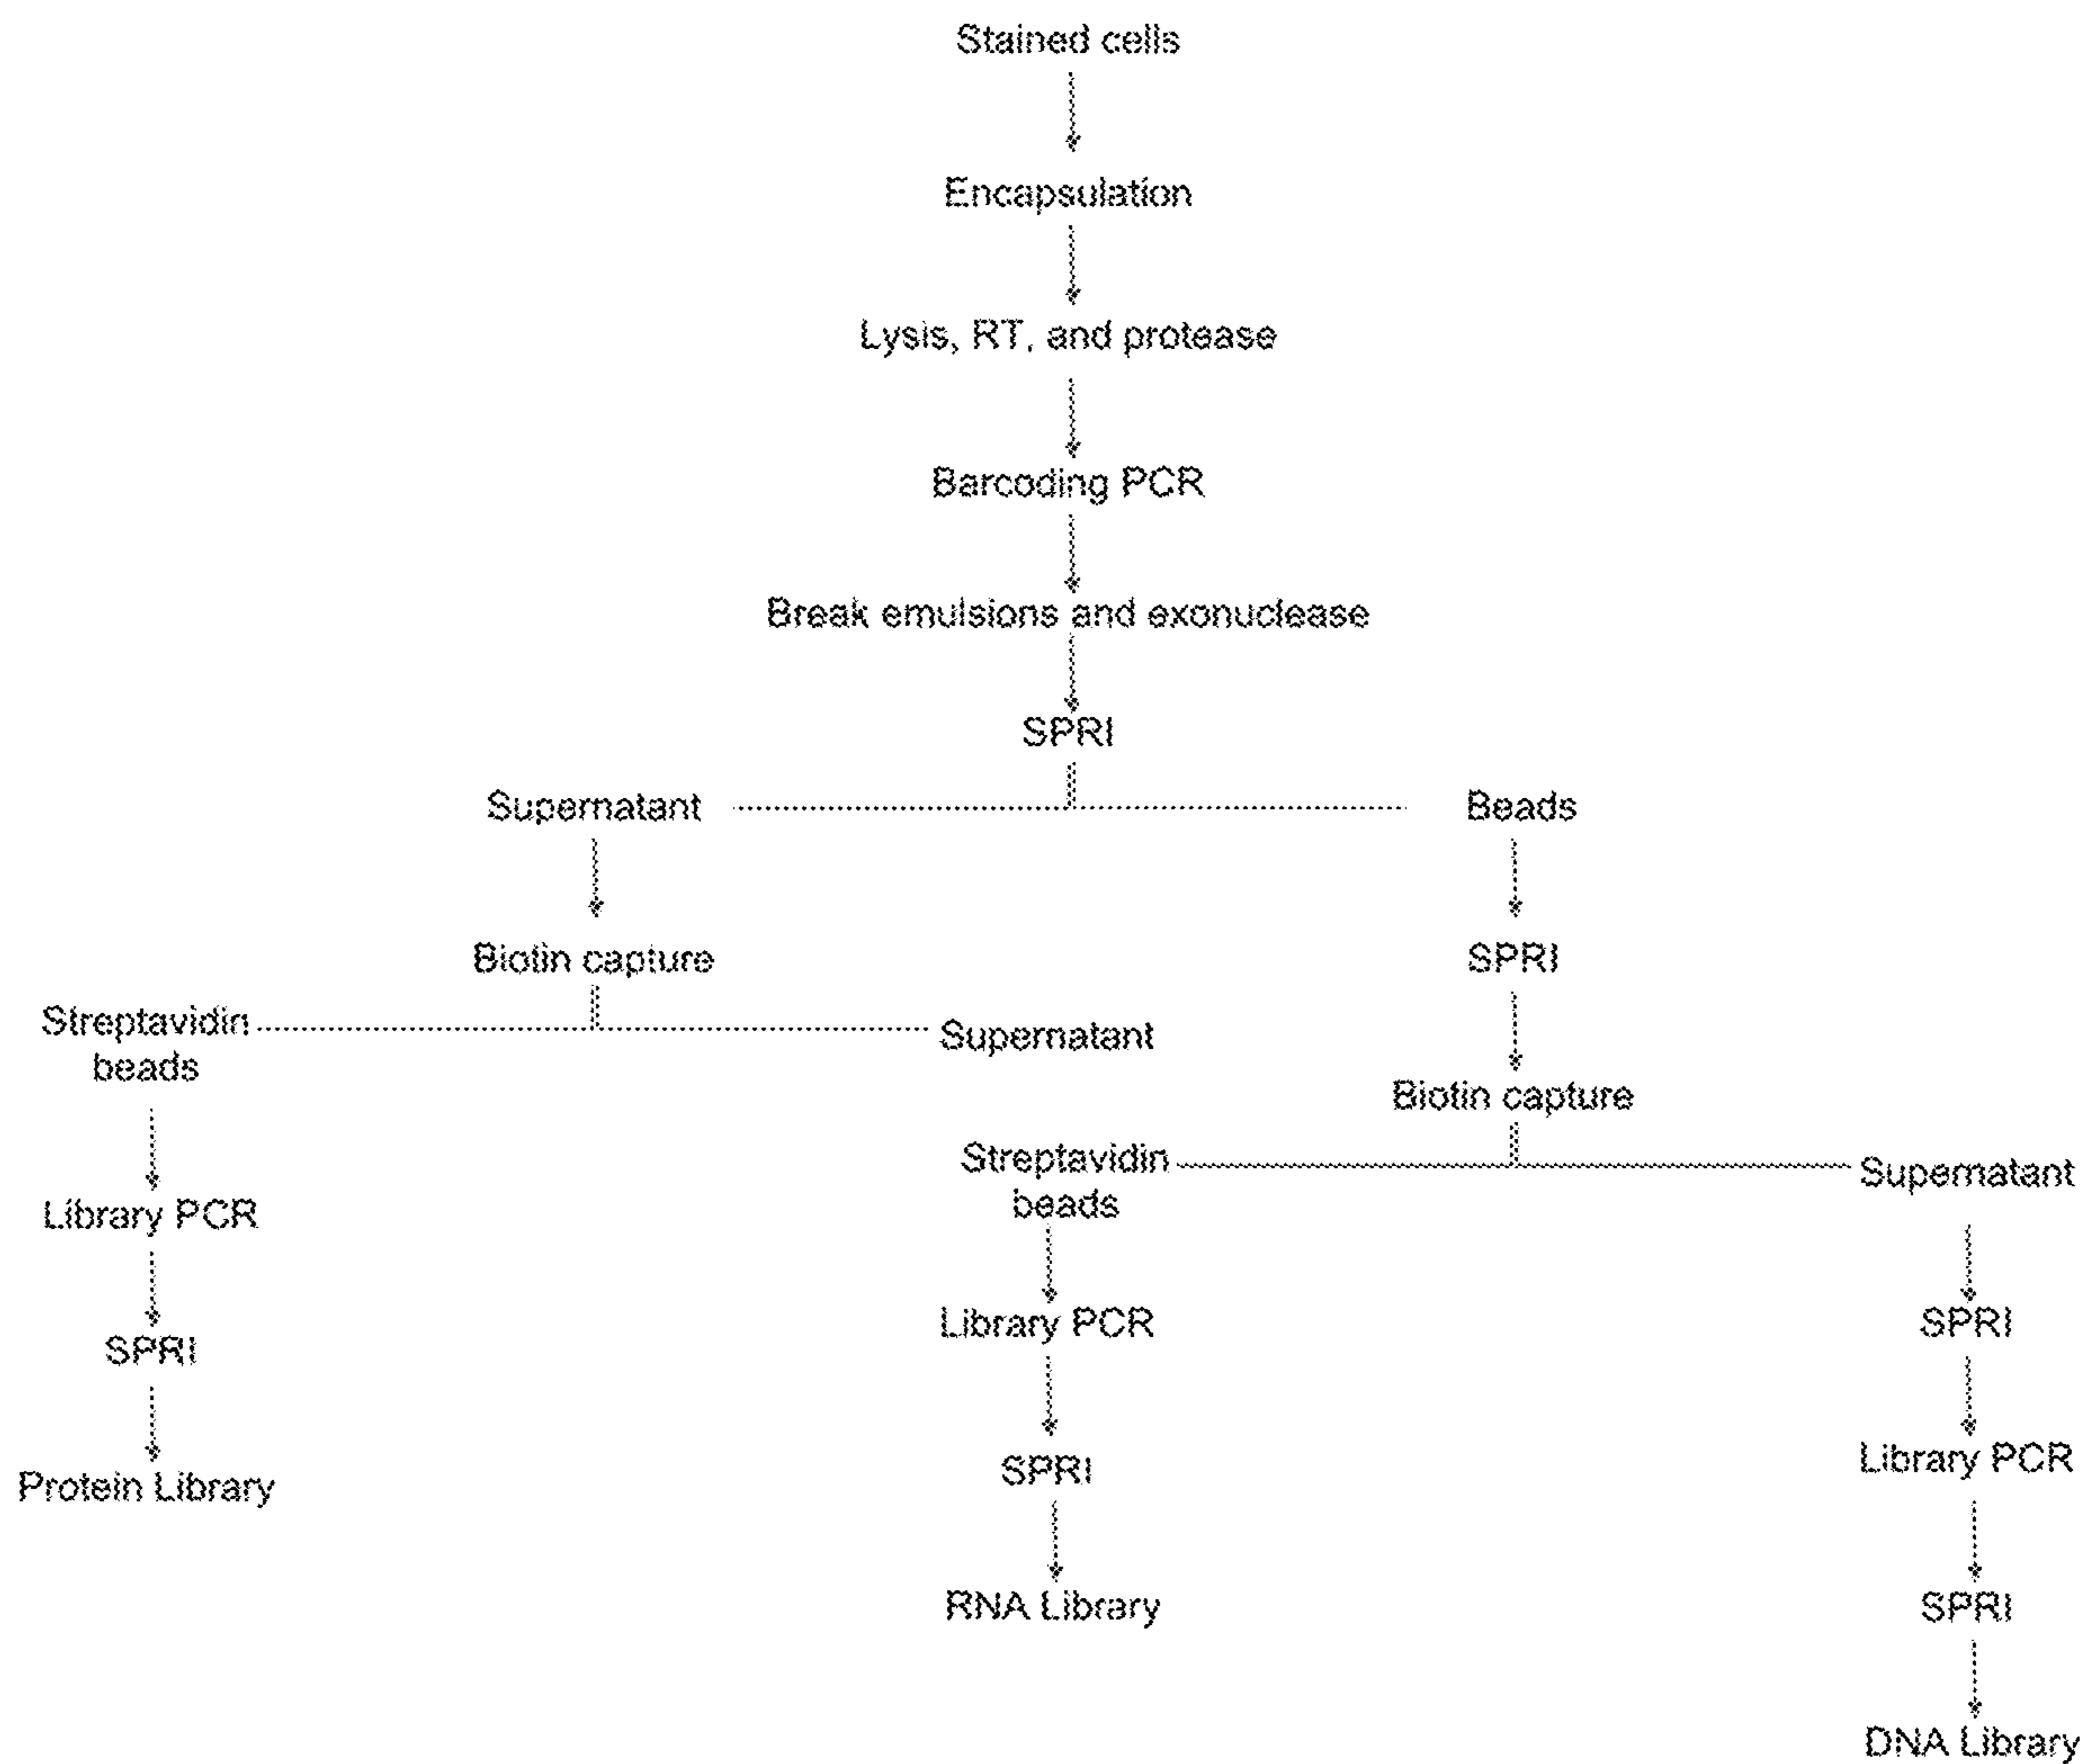 Stained cells
Encapsulation
Lysis, RT, and protease
Barcoding PCR
Break emulsions and exonuclease
SPRI
Supernatant
Beads
Biotin capture
SPRI
Streptavidin
beads
Supernatant
Biotin capture
Streptavidin
beads
Supernatant
Library PCR
Library PCR
SPRI
SPRI
SPRI
Library PCR
Protein Library
RNA Library
SPRI
DNA Library